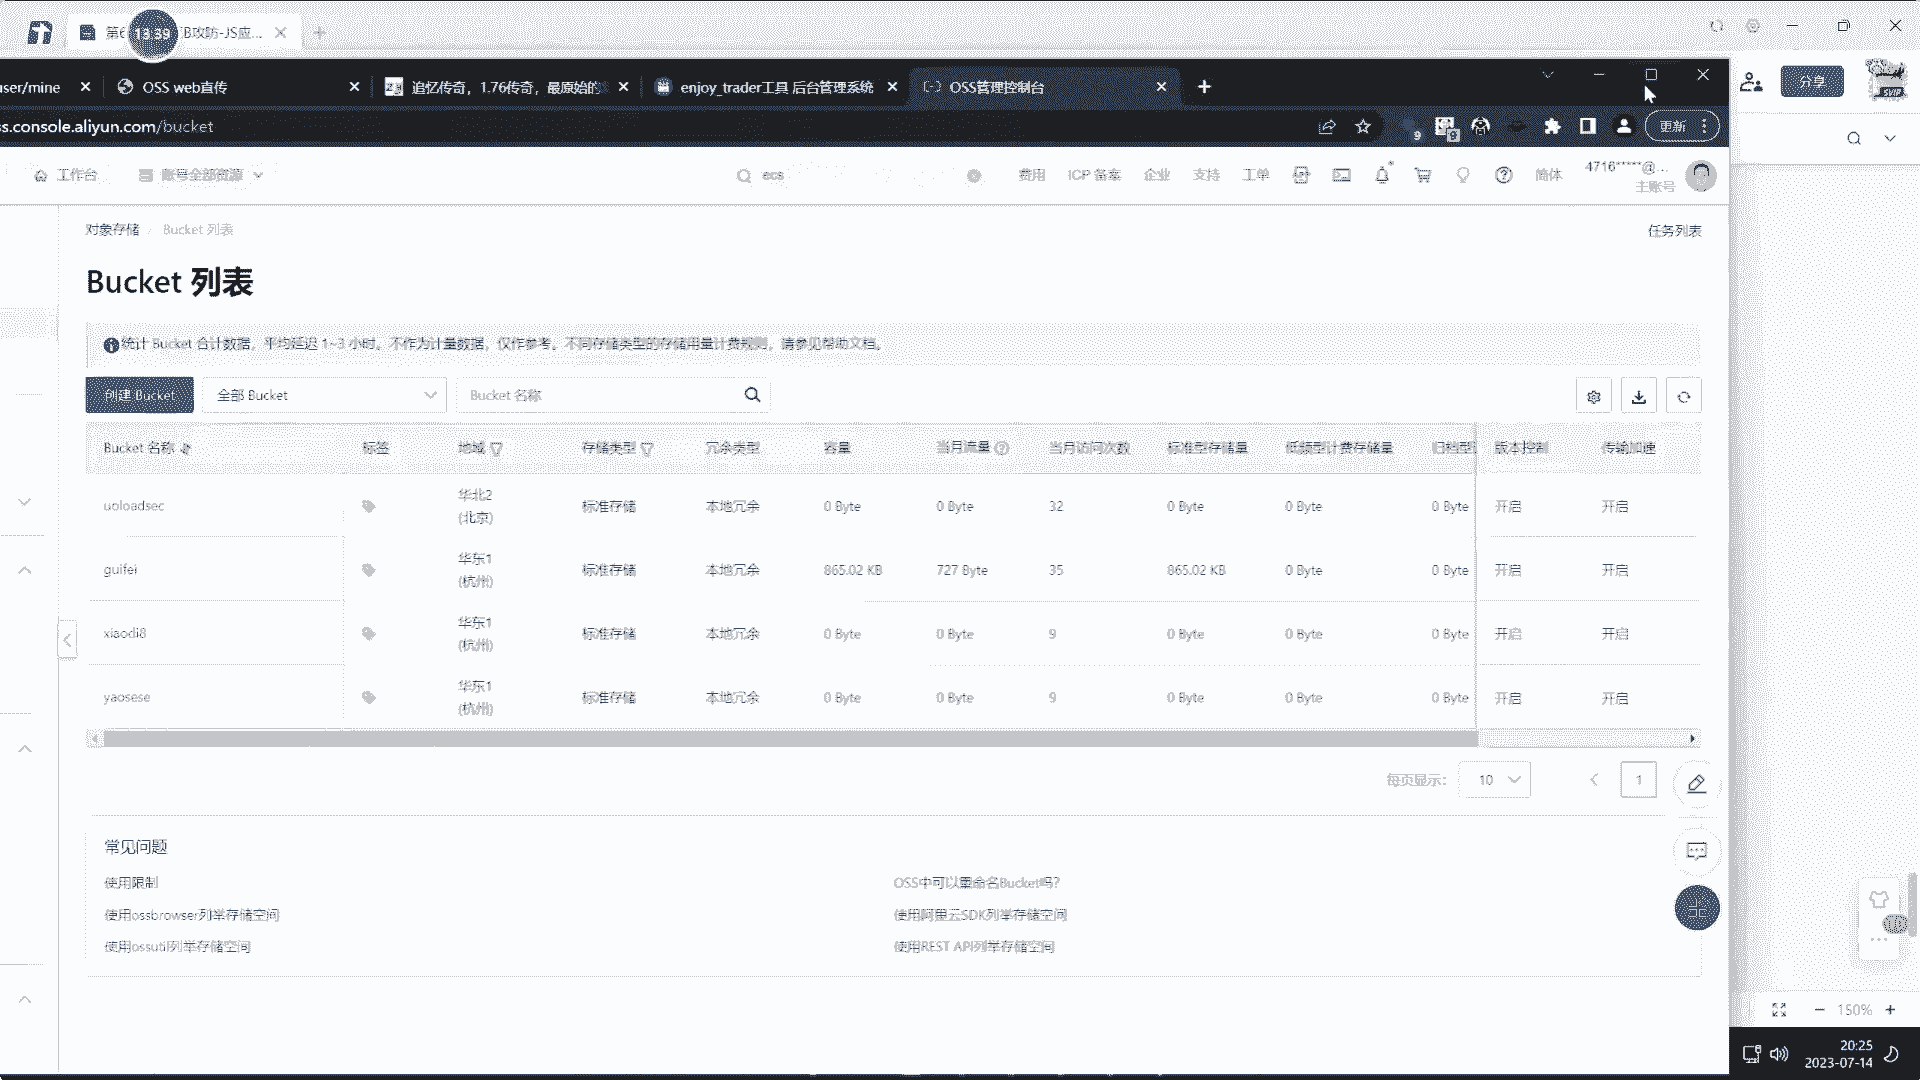 第6
13:39
B攻防-JS应...
user/mine
OSS web直传
追忆传奇，1.76传奇，最原始的
enjoy_trader工具 后台管理系统
OSS管理控制台
分享
SVIP
s.console.aliyun.com/bucket
9
9
更新
工作台
账号全部资源
ecs
费用
ICP 备案
企业
支持
工单
简体
4716*****@...
主账号
对象存储 / Bucket 列表
任务列表
Bucket 列表
统计 Bucket 合计数据，平均延迟 1~3 小时。不作为计量数据，仅作参考。不同存储类型的存储用量计费规则，请参见帮助文档。
创建 Bucket
全部 Bucket
Bucket 名称
Bucket 名称 标签 地域 存储类型 冗余类型 容量 当月流量 当月访问次数 标准型存储量 低频型计费存储量 归档型 版本控制 传输加速
uoloadsec 华北2 (北京) 标准存储 本地冗余 0 Byte 0 Byte 32 0 Byte 0 Byte 0 Byte 开启 开启
guifei 华东1 (杭州) 标准存储 本地冗余 865.02 KB 727 Byte 35 865.02 KB 0 Byte 0 Byte 开启 开启
xiaodi8 华东1 (杭州) 标准存储 本地冗余 0 Byte 0 Byte 9 0 Byte 0 Byte 0 Byte 开启 开启
yaosese 华东1 (杭州) 标准存储 本地冗余 0 Byte 0 Byte 9 0 Byte 0 Byte 0 Byte 开启 开启
每页显示： 10
1
常见问题
使用限制
OSS中可以重命名Bucket吗?
使用ossbrowser列举存储空间
使用阿里云SDK列举存储空间
使用ossutil列举存储空间
使用REST API列举存储空间
150%
20:25
2023-07-14